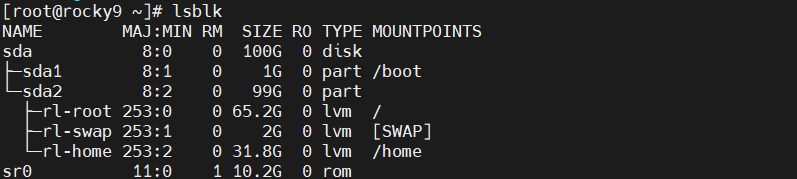 [root@rocky9 ~]# lsblk
NAME        MAJ:MIN RM  SIZE RO TYPE MOUNTPOINTS
sda           8:0    0  100G  0 disk
├─sda1        8:1    0    1G  0 part /boot
└─sda2        8:2    0   99G  0 part
  ├─rl-root 253:0    0 65.2G  0 lvm  /
  ├─rl-swap 253:1    0    2G  0 lvm  [SWAP]
  └─rl-home 253:2    0 31.8G  0 lvm  /home
sr0          11:0    1 10.2G  0 rom